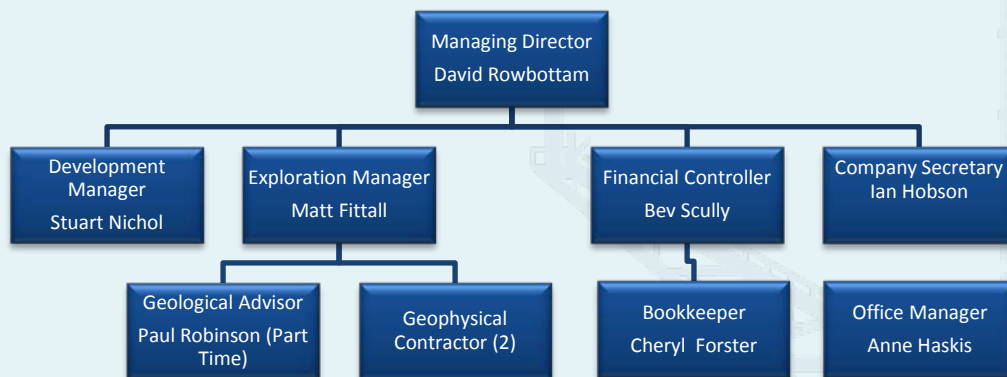 Managing Director
David Rowbottam
Development
Manager
Stuart Nichol
Exploration Manager
Matt Fittall
Financial Controller
Bev Scully
Company Secretary
Ian Hobson
Geological Advisor
Paul Robinson (Part
Time)
Geophysical
Contractor (2)
Bookkeeper
Cheryl Forster
Office Manager
Anne Haskis